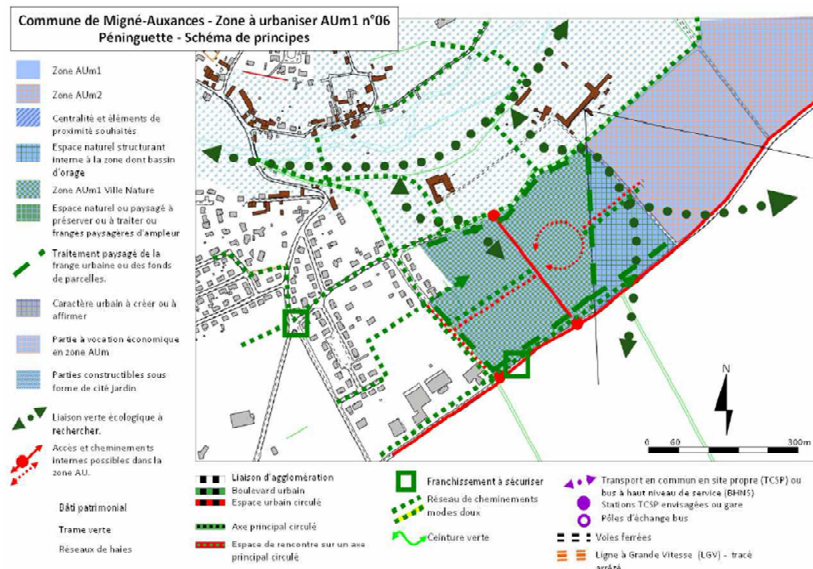 Commune de Migné-Auxances - Zone à urbaniser AUm1 n°06
Péninguette - Schéma de principes
Zone AUm1
Zone AUm2
Centralité et éléments de
proximité souhaités
Espace naturel structurant
interne à la zone dont bassin
d'orage
Zone AUm1 Ville Nature
Espace naturel ou paysagé à
préserver ou à traiter ou
franges paysagères d'ampleur
Traitement paysagé de la
frange urbaine ou des fonds
de parcelles.
Caractère urbain à créer ou à
affirmer
Partie à vocation économique
en zone AUm
Parties constructibles sous
forme de cité jardin
Liaison verte écologique à
rechercher.
Accès et cheminements
internes possibles dans la
zone AU.
Bâti patrimonial
Trame verte
Réseaux de haies
N
0 60 300m
Liaison d'agglomération
Boulevard urbain
Espace urbain circulé
Axe principal circulé
Espace de rencontre sur un axe
principal circulé
Franchissement à sécuriser
Réseau de cheminements
modes doux
Ceinture verte
Transport en commun en site propre (TCSP) ou
bus à haut niveau de service (BHNS)
Stations TCSP envisagées ou gare
Pôles d'échange bus
Voies ferrées
Ligne à Grande Vitesse (LGV) - tracé
arrêté